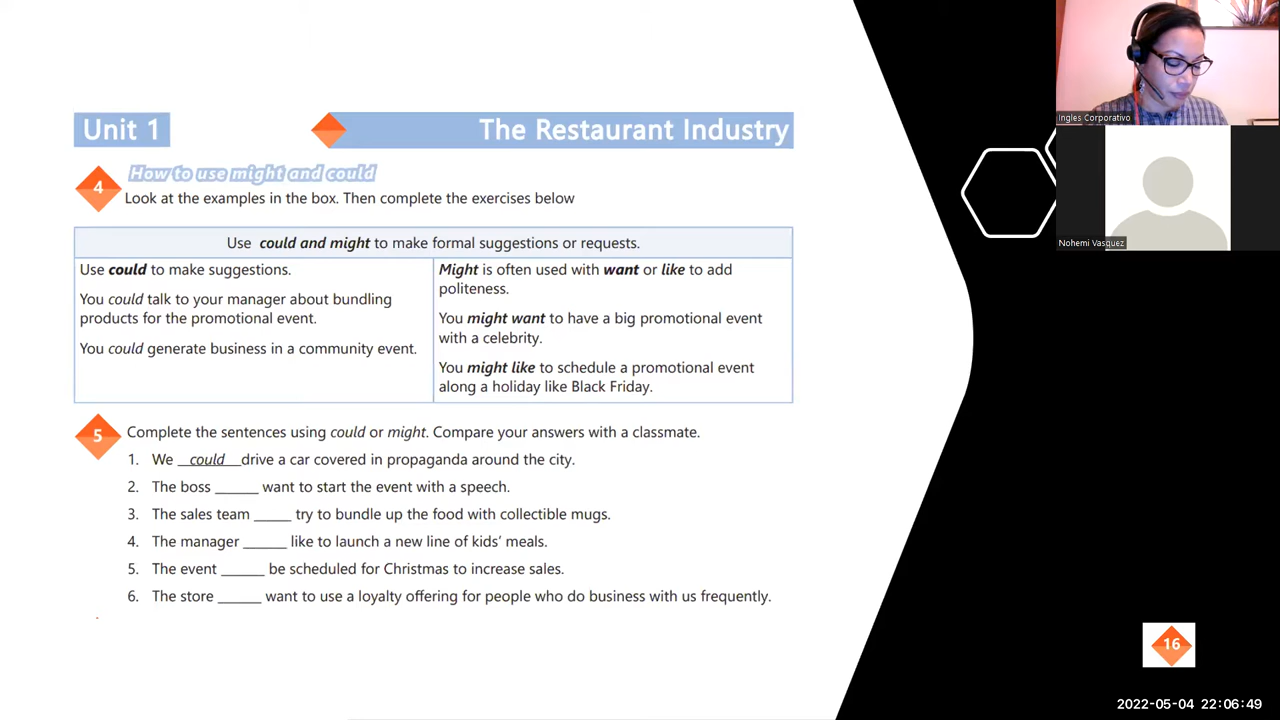 Unit 1
The Restaurant Industry
4
How to use might and could
Look at the examples in the box. Then complete the exercises below
Use could and might to make formal suggestions or requests.
Use could to make suggestions.
You could talk to your manager about bundling
products for the promotional event.
You could generate business in a community event.
Might is often used with want or like to add
politeness.
You might want to have a big promotional event
with a celebrity.
You might like to schedule a promotional event
along a holiday like Black Friday.
5
Complete the sentences using could or might. Compare your answers with a classmate.
1. We __could__drive a car covered in propaganda around the city.
2. The boss ______ want to start the event with a speech.
3. The sales team _____ try to bundle up the food with collectible mugs.
4. The manager ______ like to launch a new line of kids’ meals.
5. The event ______ be scheduled for Christmas to increase sales.
6. The store ______ want to use a loyalty offering for people who do business with us frequently.
Ingles Corporativo
Nohemi Vasquez
16
2022-05-04 22:06:49